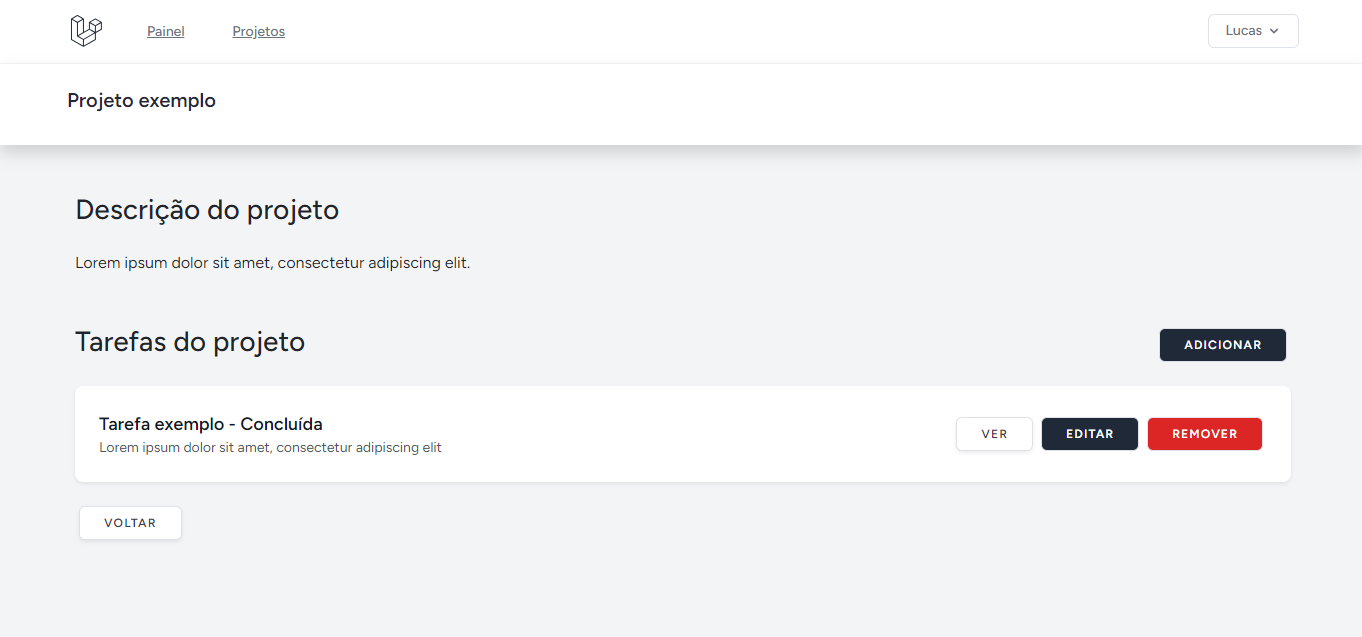 Painel Projetos Lucas
Projeto exemplo
Descrição do projeto
Lorem ipsum dolor sit amet, consectetur adipiscing elit.
Tarefas do projeto ADICIONAR
Tarefa exemplo - Concluída
Lorem ipsum dolor sit amet, consectetur adipiscing elit
VER EDITAR REMOVER
VOLTAR